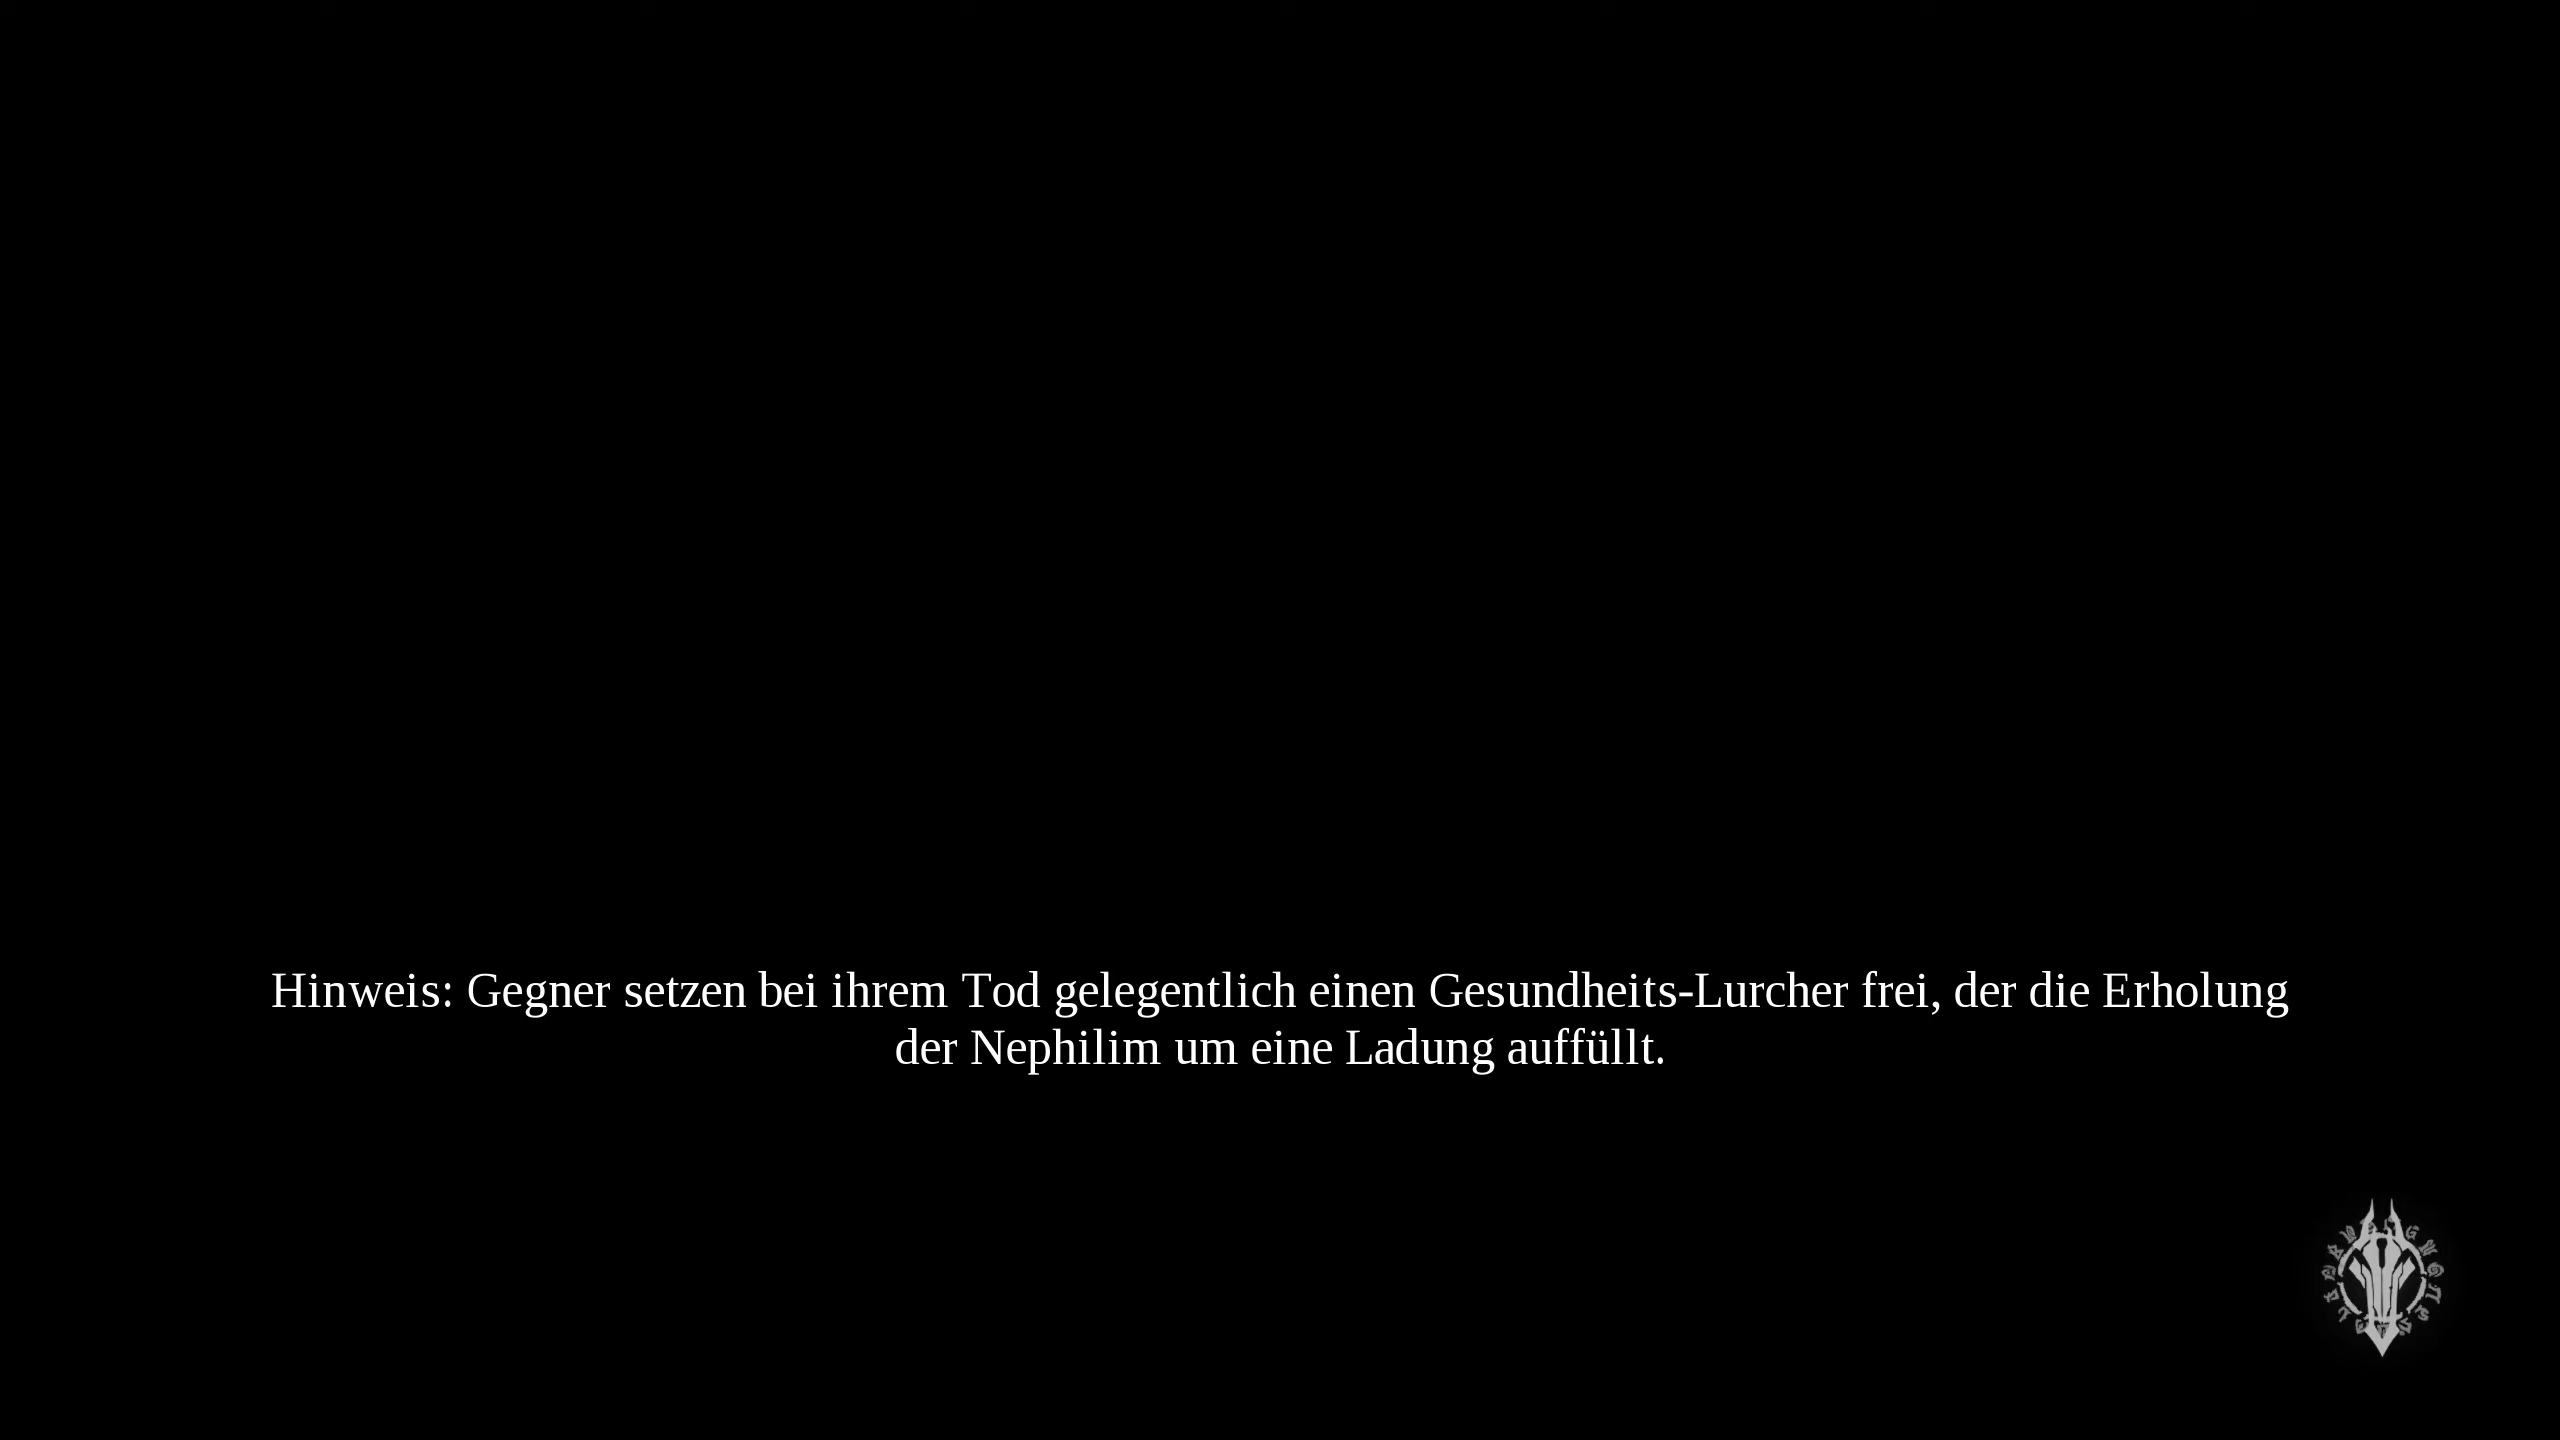 Hinweis: Gegner setzen bei ihrem Tod gelegentlich einen Gesundheits-Lurcher frei, der die Erholung
der Nephilim um eine Ladung auffüllt.